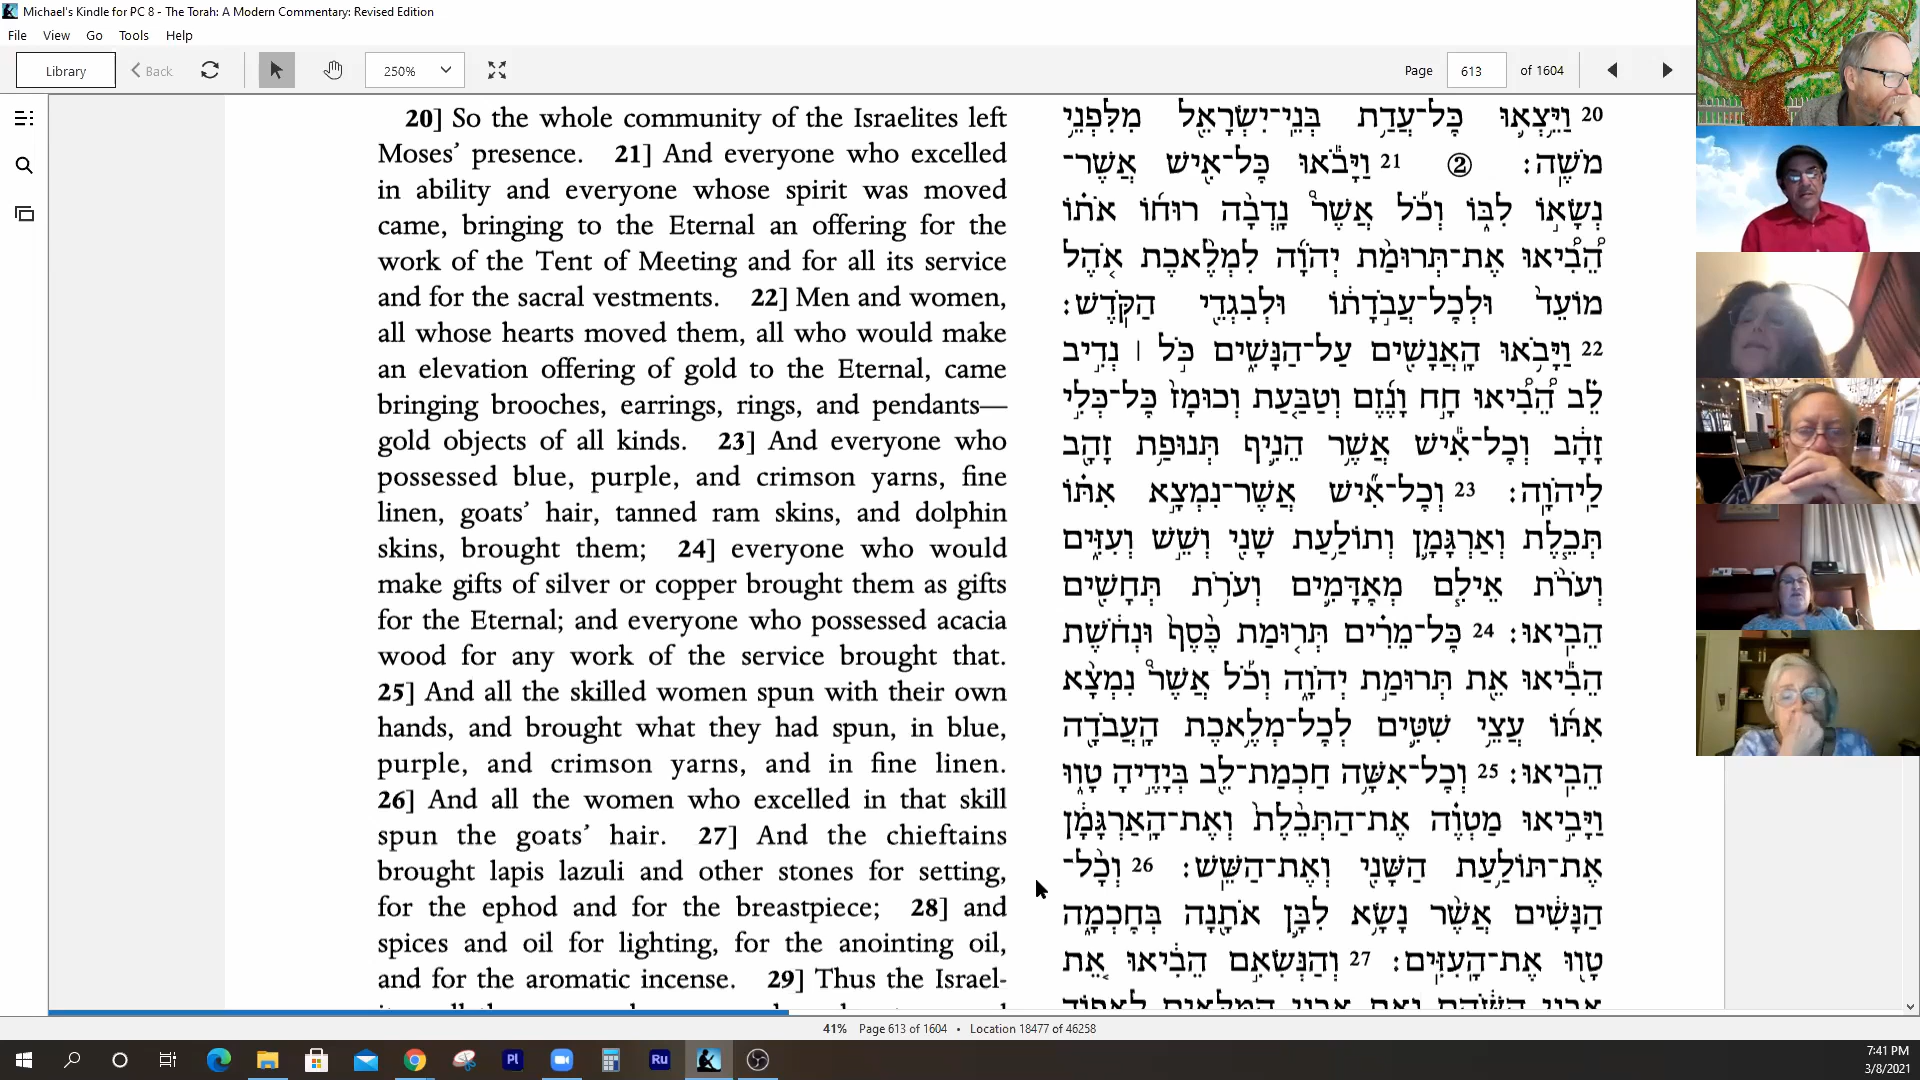 Michael's Kindle for PC 8 - The Torah: A Modern Commentary: Revised Edition
File View Go Tools Help
Library
Back
250%
Page 613 of 1604
20] So the whole community of the Israelites left
Moses’ presence. 21] And everyone who excelled
in ability and everyone whose spirit was moved
came, bringing to the Eternal an offering for the
work of the Tent of Meeting and for all its service
and for the sacral vestments. 22] Men and women,
all whose hearts moved them, all who would make
an elevation offering of gold to the Eternal, came
bringing brooches, earrings, rings, and pendants—
gold objects of all kinds. 23] And everyone who
possessed blue, purple, and crimson yarns, fine
linen, goats’ hair, tanned ram skins, and dolphin
skins, brought them; 24] everyone who would
make gifts of silver or copper brought them as gifts
for the Eternal; and everyone who possessed acacia
wood for any work of the service brought that.
25] And all the skilled women spun with their own
hands, and brought what they had spun, in blue,
purple, and crimson yarns, and in fine linen.
26] And all the women who excelled in that skill
spun the goats’ hair. 27] And the chieftains
brought lapis lazuli and other stones for setting,
for the ephod and for the breastpiece; 28] and
spices and oil for lighting, for the anointing oil,
and for the aromatic incense. 29] Thus the Israel-
20 וַיֵּצְא֛וּ כׇּל־עֲדַ֥ת בְּנֵֽי־יִשְׂרָאֵ֖ל מִלִּפְנֵ֥י
מֹשֶֽׁה׃ ② 21 וַיָּבֹ֕אוּ כׇּל־אִ֖ישׁ אֲשֶׁר־
נְשָׂא֣וֹ לִבּ֑וֹ וְכֹ֡ל אֲשֶׁר֩ נָדְבָ֨ה רוּח֜וֹ אֹת֗וֹ
הֵ֠בִ֠יאוּ אֶת־תְּרוּמַ֨ת יְהֹוָ֜ה לִמְלֶ֨אכֶת אֹ֤הֶל
מוֹעֵד֙ וּלְכׇל־עֲבֹ֣דָת֔וֹ וּלְבִגְדֵ֖י הַקֹּֽדֶשׁ׃
22 וַיָּבֹ֥אוּ הָאֲנָשִׁ֖ים עַל־הַנָּשִׁ֑ים כֹּ֣ל ׀ נְדִ֣יב
לֵ֗ב הֵ֠בִ֠יאוּ חָ֣ח וָנֶ֜זֶם וְטַבַּ֤עַת וְכוּמָז֙ כׇּל־כְּלִ֣י
זָהָ֔ב וְכׇל־אִ֕ישׁ אֲשֶׁ֥ר הֵנִ֛יף תְּנוּפַ֥ת זָהָ֖ב
לַֽיהֹוָֽה׃ 23 וְכׇל־אִ֞ישׁ אֲשֶׁר־נִמְצָ֣א אִתּ֗וֹ
תְּכֵ֧לֶת וְאַרְגָּמָ֛ן וְתוֹלַ֥עַת שָׁנִ֖י וְשֵׁ֣שׁ וְעִזִּ֑ים
וְעֹרֹ֨ת אֵילִ֧ם מְאׇדָּמִ֛ים וְעֹרֹ֥ת תְּחָשִׁ֖ים
הֵבִֽיאוּ׃ 24 כׇּל־מֵרִ֗ים תְּר֤וּמַת כֶּ֙סֶף֙ וּנְחֹ֔שֶׁת
הֵבִ֕יאוּ אֵ֖ת תְּרוּמַ֣ת יְהֹוָ֑ה וְכֹ֡ל אֲשֶׁר֩ נִמְצָ֨א
אִתּ֜וֹ עֲצֵ֥י שִׁטִּ֛ים לְכׇל־מְלֶ֥אכֶת הָעֲבֹדָ֖ה
הֵבִֽיאוּ׃ 25 וְכׇל־אִשָּׁ֥ה חַכְמַת־לֵ֖ב בְּיָדֶ֣יהָ טָו֑וּ
וַיָּבִ֣יאוּ מַטְוֶ֗ה אֶֽת־הַתְּכֵ֙לֶת֙ וְאֶת־הָֽאַרְגָּמָ֔ן
אֶת־תּוֹלַ֥עַת הַשָּׁנִ֖י וְאֶת־הַשֵּֽׁשׁ׃ 26 וְכׇ֨ל־
הַנָּשִׁ֔ים אֲשֶׁ֨ר נָשָׂ֥א לִבָּ֛ן אֹתָ֖נָה בְּחׇכְמָ֑ה
טָו֖וּ אֶת־הָעִזִּֽים׃ 27 וְהַנְּשִׂאִ֣ם הֵבִ֔יאוּ אֵ֚ת
41% Page 613 of 1604 • Location 18477 of 46258
Pl
Ru
7:41 PM
3/8/2021